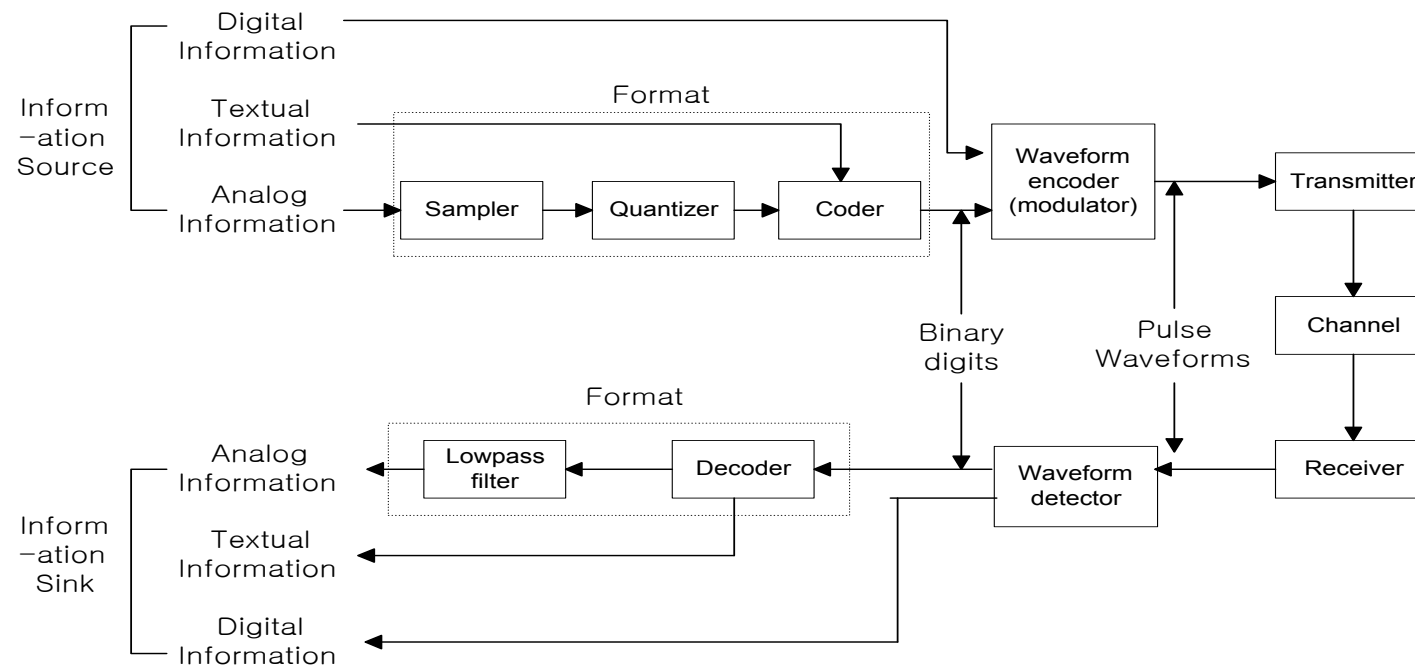 Digital
Information
Inform
-ation
Source
Textual
Information
Format
Analog
Information
Sampler
Quantizer
Coder
Waveform
encoder
(modulator)
Transmitter
Binary
digits
Pulse
Waveforms
Channel
Format
Inform
-ation
Sink
Analog
Information
Lowpass
filter
Decoder
Waveform
detector
Receiver
Textual
Information
Digital
Information